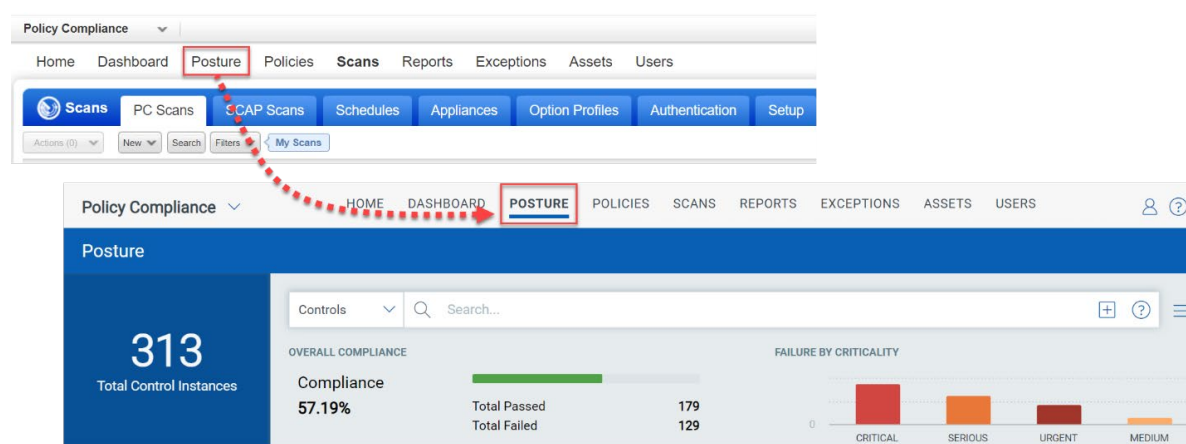 Policy Compliance
Home Dashboard Posture Policies Scans Reports Exceptions Assets Users
Scans PC Scans SCAP Scans Schedules Appliances Option Profiles Authentication Setup
Actions (0) New Search Filters My Scans
Policy Compliance HOME DASHBOARD POSTURE POLICIES SCANS REPORTS EXCEPTIONS ASSETS USERS
Posture
Controls Search...
313
Total Control Instances
OVERALL COMPLIANCE
Compliance
57.19%
Total Passed 179
Total Failed 129
FAILURE BY CRITICALITY
0
CRITICAL SERIOUS URGENT MEDIUM